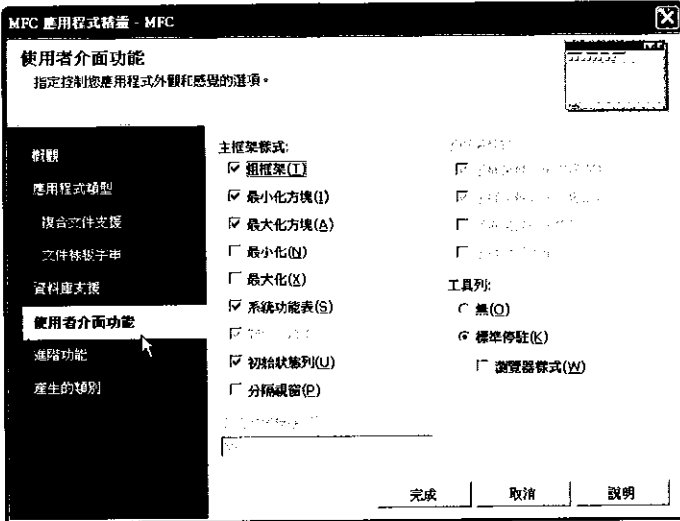 MFC 應用程式精靈 - MFC
使用者介面功能
指定控制您應用程式外觀和感覺的選項。
概觀
應用程式類型
複合文件支援
文件樣板字串
資料庫支援
使用者介面功能
進階功能
產生的類別
主框架樣式:
粗框架(T)
最小化方塊(I)
最大化方塊(A)
最小化(N)
最大化(X)
系統功能表(S)
初始狀態列(U)
分隔視窗(P)
工具列:
無(O)
標準停駐(K)
瀏覽器樣式(W)
完成
取消
說明